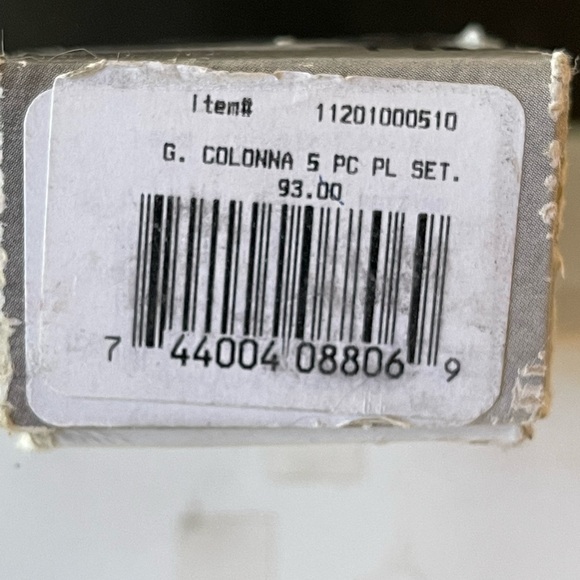 Item# 11201000510
G. COLONNA 5 PC PL SET.
93.00
7 44004 08806 9